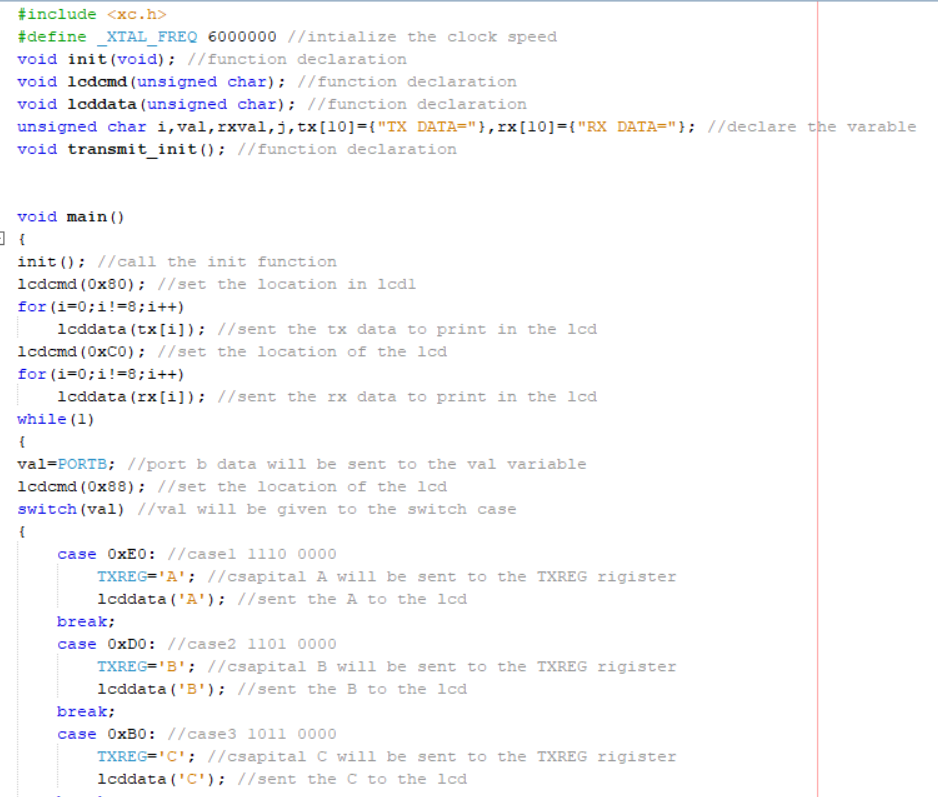 #include <xc.h>
#define _XTAL_FREQ 6000000 //intialize the clock speed
void init(void); //function declaration
void lcdcmd(unsigned char); //function declaration
void lcddata(unsigned char); //function declaration
unsigned char i,val,rxval,j,tx[10]={"TX DATA="},rx[10]={"RX DATA="}; //declare the varable
void transmit_init(); //function declaration
void main()
{
init(); //call the init function
lcdcmd(0x80); //set the location in lcdl
for(i=0;i!=8;i++)
    lcddata(tx[i]); //sent the tx data to print in the lcd
lcdcmd(0xC0); //set the location of the lcd
for(i=0;i!=8;i++)
    lcddata(rx[i]); //sent the rx data to print in the lcd
while(1)
{
val=PORTB; //port b data will be sent to the val variable
lcdcmd(0x88); //set the location of the lcd
switch(val) //val will be given to the switch case
{
    case 0xE0: //case1 1110 0000
        TXREG='A'; //csapital A will be sent to the TXREG rigister
        lcddata('A'); //sent the A to the lcd
    break;
    case 0xD0: //case2 1101 0000
        TXREG='B'; //csapital B will be sent to the TXREG rigister
        lcddata('B'); //sent the B to the lcd
    break;
    case 0xB0: //case3 1011 0000
        TXREG='C'; //csapital C will be sent to the TXREG rigister
        lcddata('C'); //sent the C to the lcd